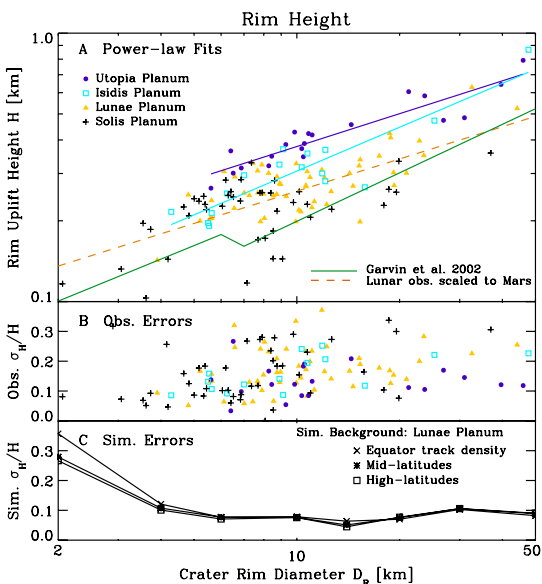 Rim Height
1.0
A Power-law Fits
Utopia Planum
Isidis Planum
Lunae Planum
Solis Planum
Rim Uplift Height H [km]
Garvin et al. 2002
Lunar obs. scaled to Mars
0.1
B Obs. Errors
Obs. σH/H
0.3
0.2
0.1
0.0
C Sim. Errors
Sim. Background: Lunae Planum
Equator track density
Mid-latitudes
High-latitudes
Sim. σH/H
0.3
0.2
0.1
0.0
2
10
50
Crater Rim Diameter DR [km]